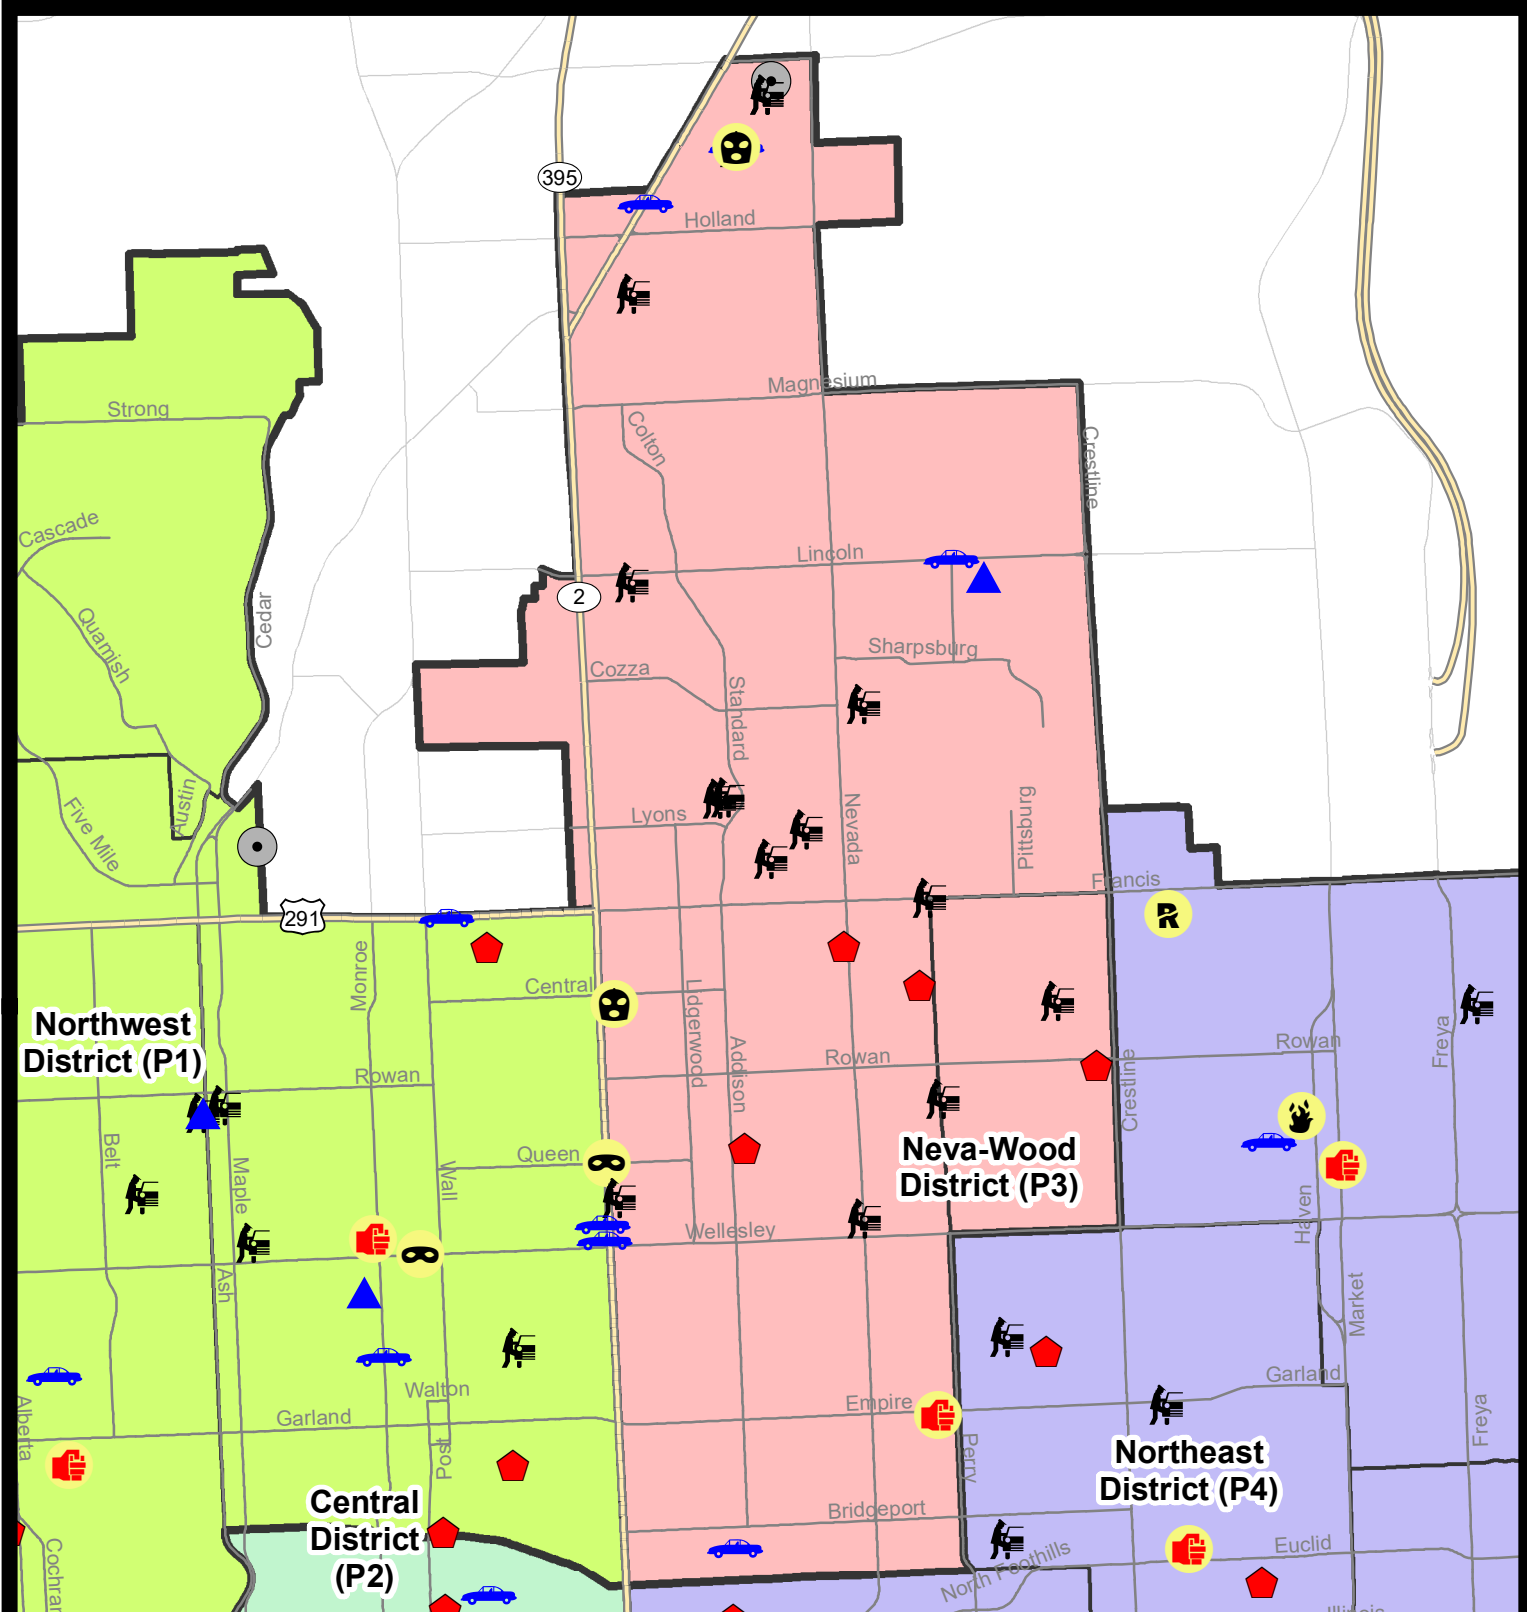 395
Holland
Magnesium
Strong
Colton
Crestline
Cascade
Lincoln
2
Quamish
Cedar
Sharpsburg
Cozza
Standard
Five Mile
Austin
Lyons
Nevada
Pittsburg
Francis
291
R
Monroe
Central
Lidgerwood
Northwest
District (P1)
Addison
Rowan
Rowan
Freya
Rowan
Crestline
Belt
Maple
Wall
Queen
Neva-Wood
District (P3)
Wellesley
Haven
Ash
Market
Walton
Garland
Garland
Alberta
Post
Empire
Perry
Freya
Northeast
District (P4)
Central
District
(P2)
Bridgeport
Euclid
Cochran
North Foothills
Illinois